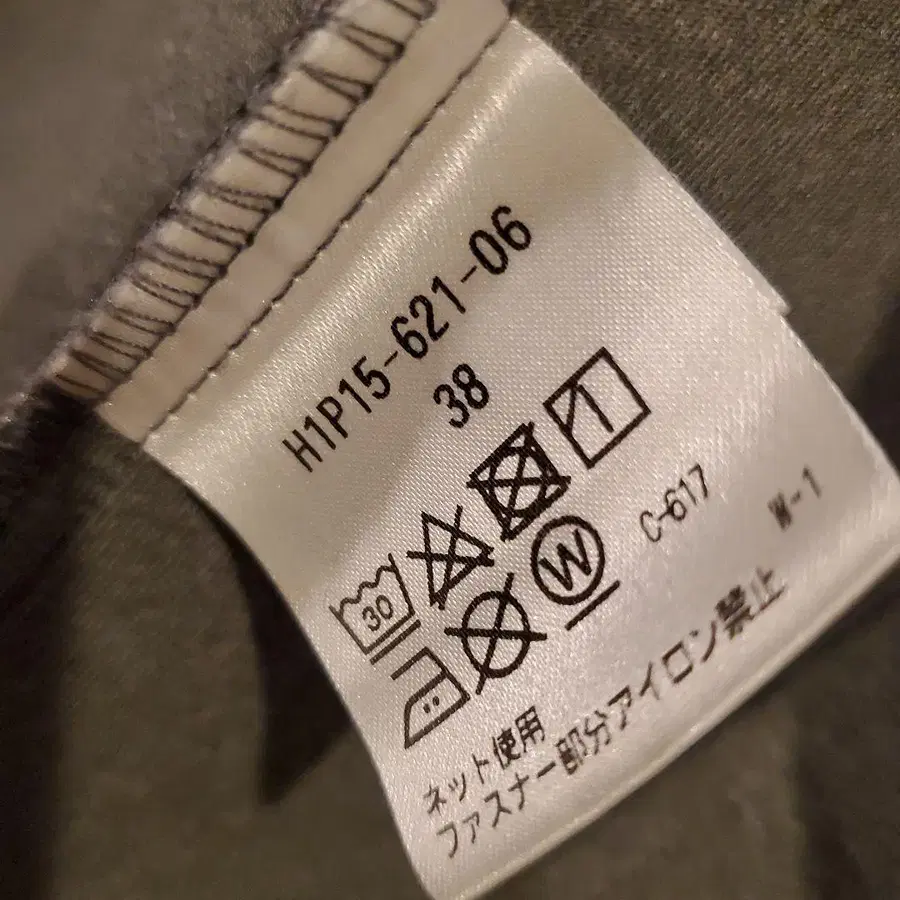 H1P15-621-06
38
30
C-617
W
W-1
ネット使用
ファスナー部分アイロン禁止